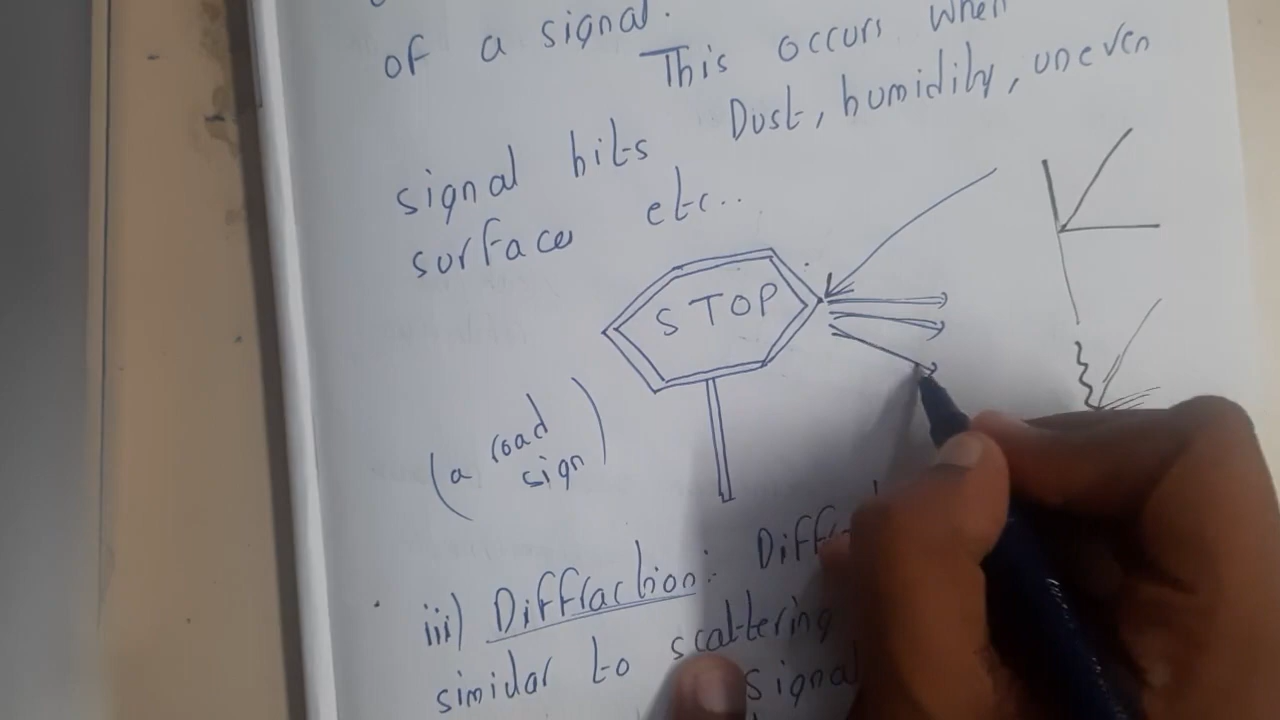 of a signal.
This occurs when
signal hits Dust, humidily, uneven
surface etc..
STOP
(a road
sign)
iii) Diffraction: Diff
similar to scattering
signal